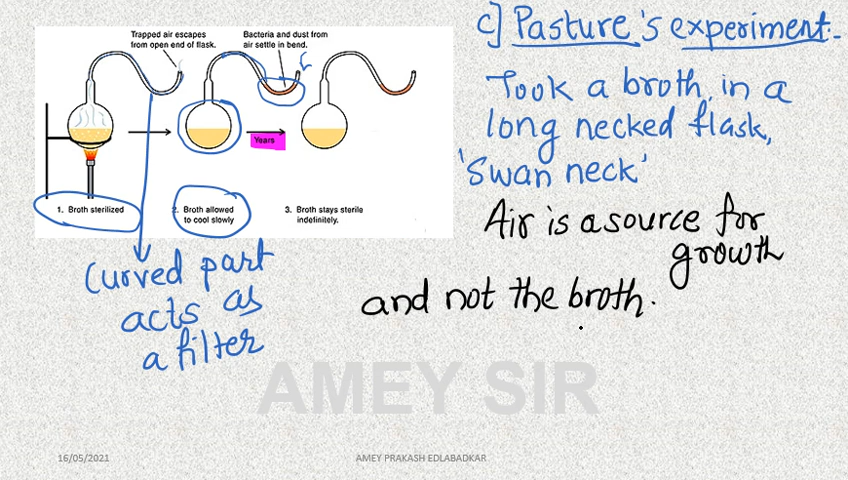 Trapped air escapes
from open end of flask.
Bacteria and dust from
air settle in bend.
Years
1. Broth sterilized
2. Broth allowed
to cool slowly
3. Broth stays sterile
indefinitely.
c] Pasture's experiment:-
Took a broth, in a
long necked flask,
'Swan neck'
Air is a source for
growth
and not the broth.
Curved part
acts as
a filter
AMEY SIR
16/05/2021
AMEY PRAKASH EDLABADKAR